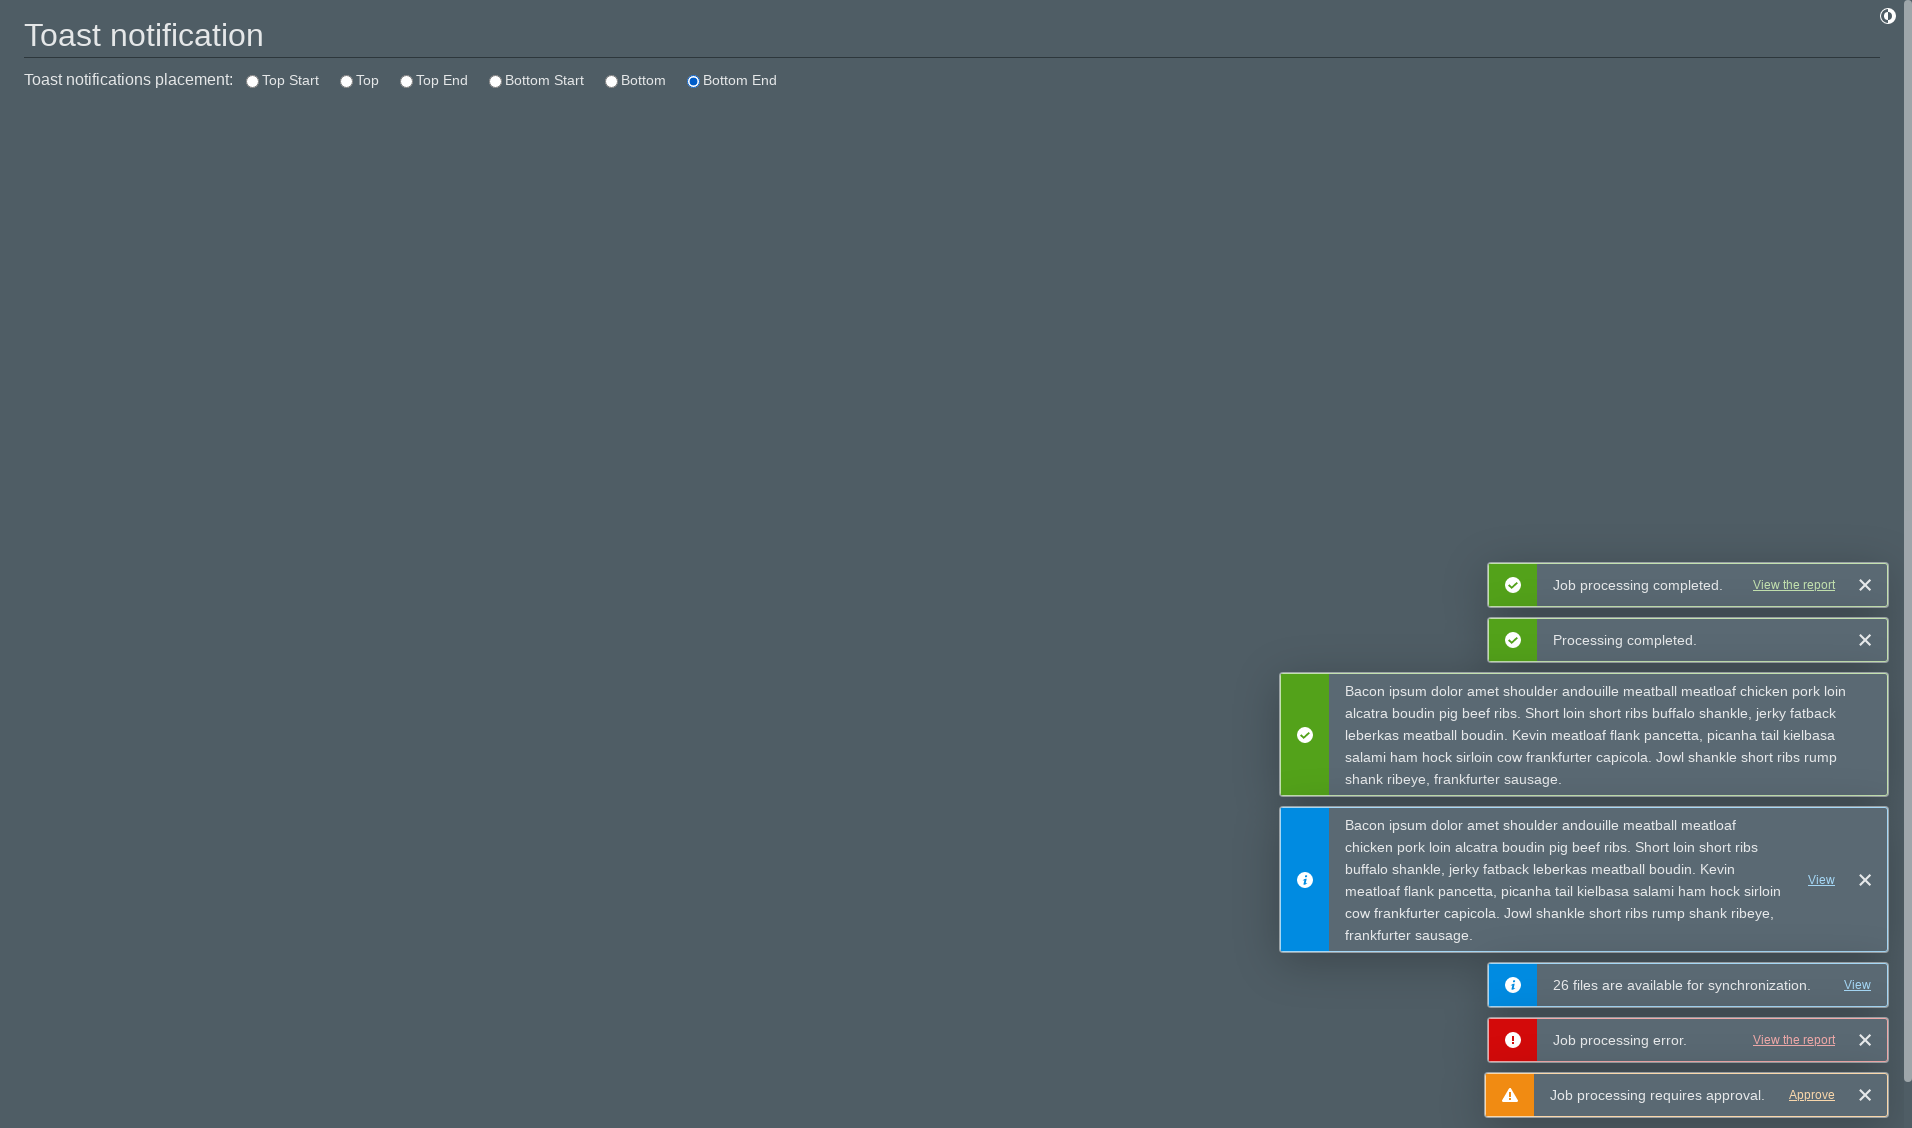 Toast notification
Toast notifications placement: Top Start Top Top End Bottom Start Bottom Bottom End
Job processing completed. View the report
Processing completed.
Bacon ipsum dolor amet shoulder andouille meatball meatloaf chicken pork loin
alcatra boudin pig beef ribs. Short loin short ribs buffalo shankle, jerky fatback
leberkas meatball boudin. Kevin meatloaf flank pancetta, picanha tail kielbasa
salami ham hock sirloin cow frankfurter capicola. Jowl shankle short ribs rump
shank ribeye, frankfurter sausage.
Bacon ipsum dolor amet shoulder andouille meatball meatloaf
chicken pork loin alcatra boudin pig beef ribs. Short loin short ribs
buffalo shankle, jerky fatback leberkas meatball boudin. Kevin
meatloaf flank pancetta, picanha tail kielbasa salami ham hock sirloin
cow frankfurter capicola. Jowl shankle short ribs rump shank ribeye,
frankfurter sausage.
View
26 files are available for synchronization. View
Job processing error. View the report
Job processing requires approval. Approve